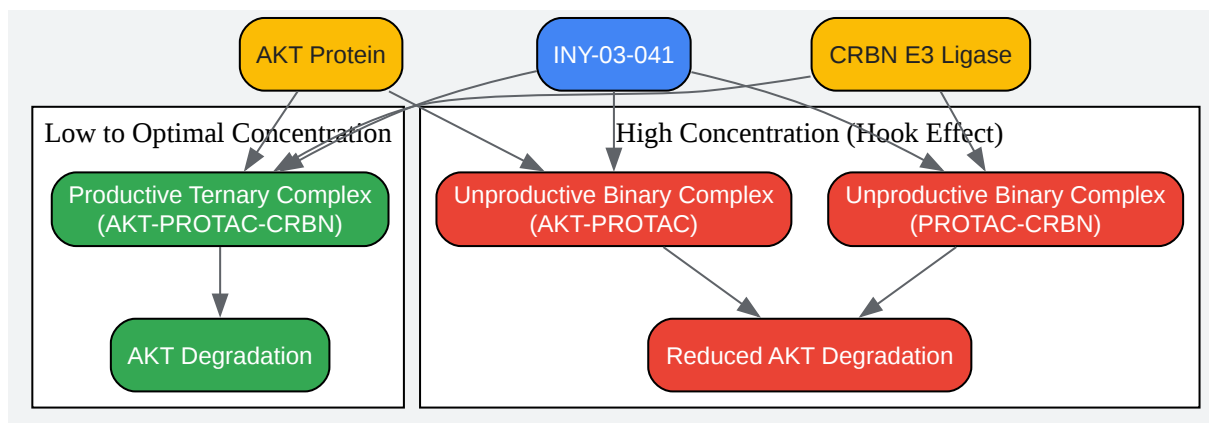 AKT Protein
INY-03-041
CRBN E3 Ligase
Low to Optimal Concentration
High Concentration (Hook Effect)
Productive Ternary Complex
(AKT-PROTAC-CRBN)
Unproductive Binary Complex
(AKT-PROTAC)
Unproductive Binary Complex
(PROTAC-CRBN)
AKT Degradation
Reduced AKT Degradation